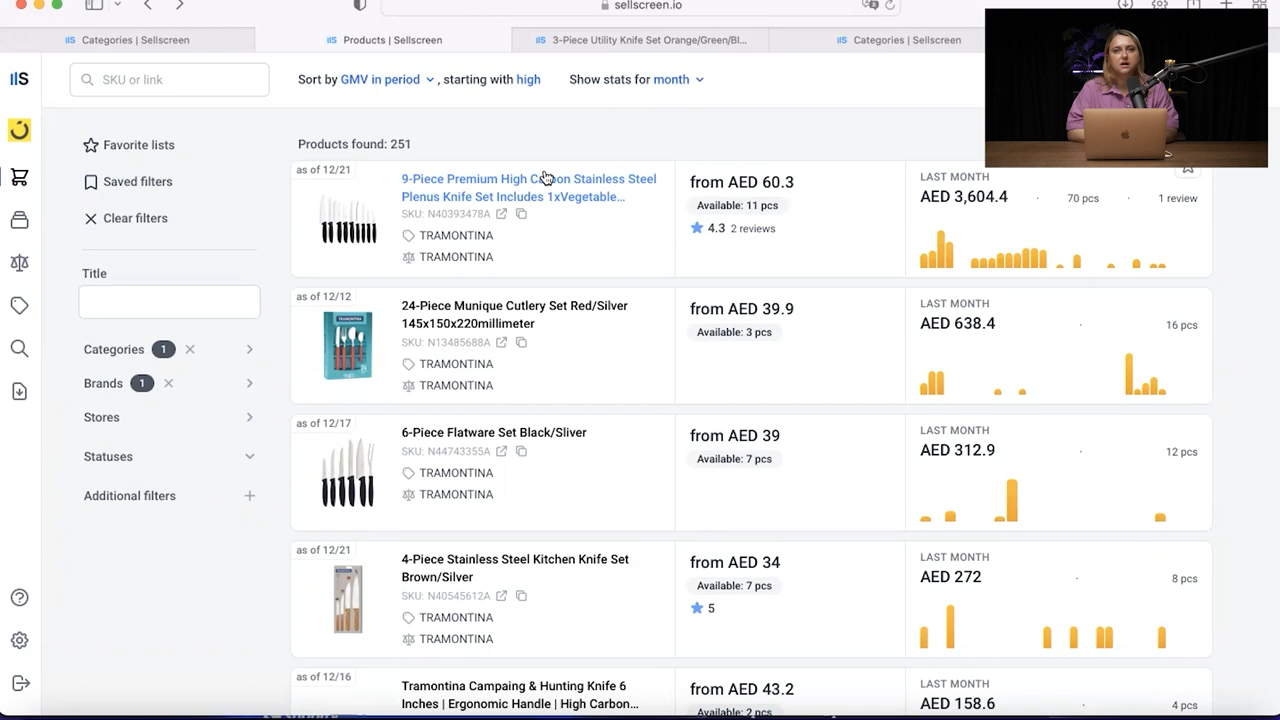 sellscreen.io
Categories | Sellscreen
Products | Sellscreen
3-Piece Utility Knife Set Orange/Green/Bl...
Categories | Sellscreen
SKU or link
Sort by GMV in period , starting with high
Show stats for month
Favorite lists
Saved filters
Clear filters
Title
Categories 1
Brands 1
Stores
Statuses
Additional filters
Products found: 251
as of 12/21
9-Piece Premium High Carbon Stainless Steel
Plenus Knife Set Includes 1xVegetable...
SKU: N40393478A
TRAMONTINA
TRAMONTINA
from AED 60.3
Available: 11 pcs
4.3 2 reviews
LAST MONTH
AED 3,604.4 · 70 pcs · 1 review
as of 12/12
TRAMONTINA
24-Piece Munique Cutlery Set Red/Silver
145x150x220millimeter
SKU: N13485688A
TRAMONTINA
TRAMONTINA
from AED 39.9
Available: 3 pcs
LAST MONTH
AED 638.4 · 16 pcs
as of 12/17
6-Piece Flatware Set Black/Sliver
SKU: N44743355A
TRAMONTINA
TRAMONTINA
from AED 39
Available: 7 pcs
LAST MONTH
AED 312.9 · 12 pcs
as of 12/21
4-Piece Stainless Steel Kitchen Knife Set
Brown/Silver
SKU: N40545612A
TRAMONTINA
TRAMONTINA
from AED 34
Available: 7 pcs
5
LAST MONTH
AED 272 · 8 pcs
as of 12/16
Tramontina Campaing & Hunting Knife 6
Inches | Ergonomic Handle | High Carbon...
from AED 43.2
Available: 2 pcs
LAST MONTH
AED 158.6 · 4 pcs